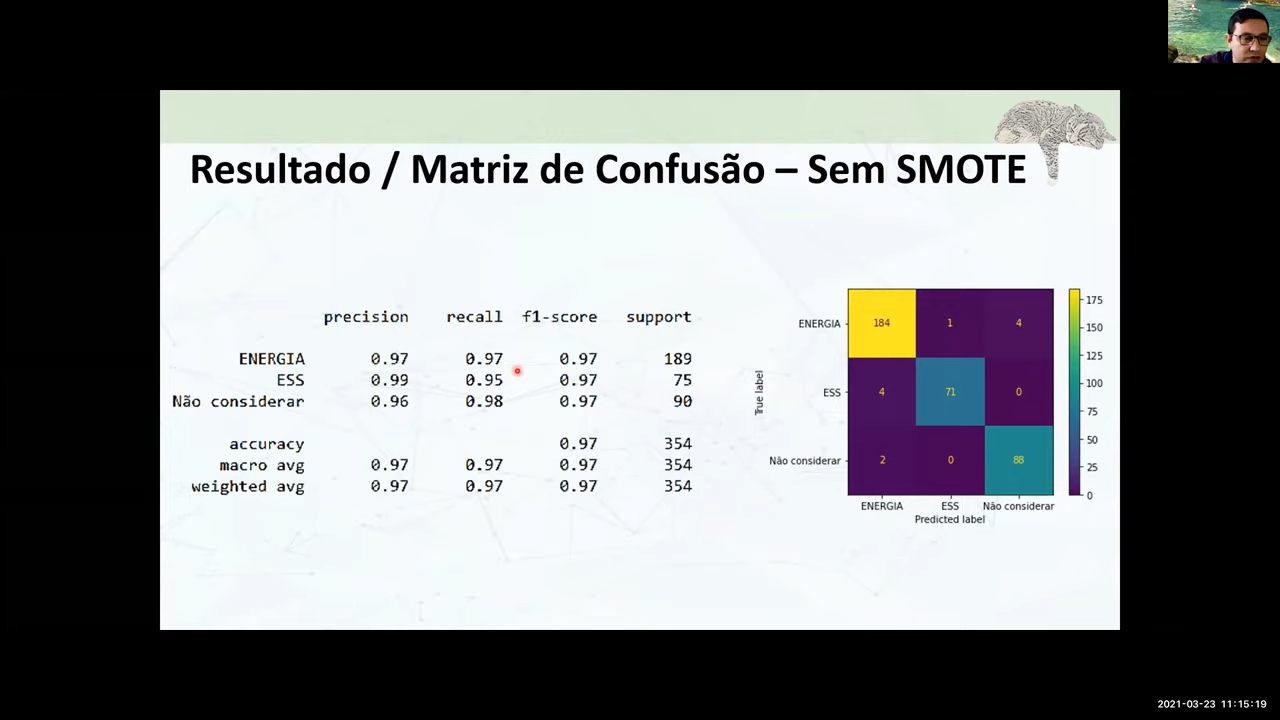 Resultado / Matriz de Confusão – Sem SMOTE
precision recall f1-score support
ENERGIA 0.97 0.97 0.97 189
ESS 0.99 0.95 0.97 75
Não considerar 0.96 0.98 0.97 90
accuracy 0.97 354
macro avg 0.97 0.97 0.97 354
weighted avg 0.97 0.97 0.97 354
True label
ENERGIA 184 1 4
ESS 4 71 0
Não considerar 2 0 88
ENERGIA ESS Não considerar
Predicted label
175
150
125
100
75
50
25
0
2021-03-23 11:15:19